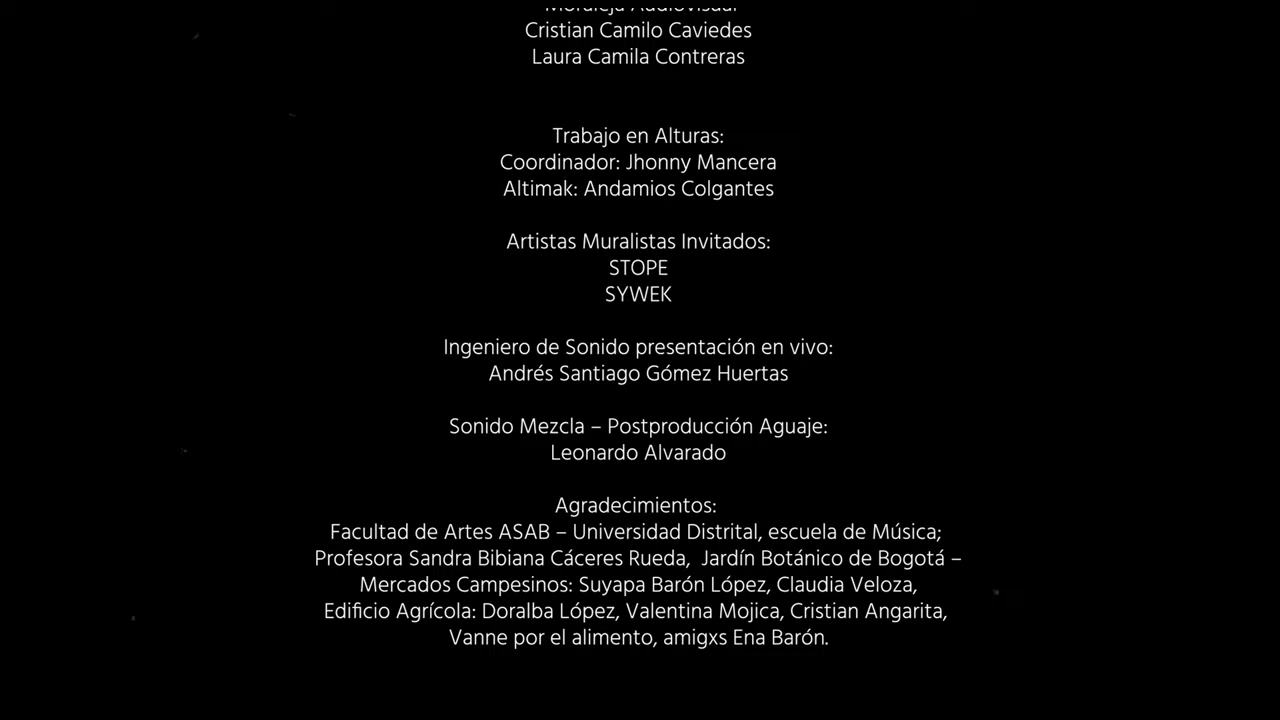 Moraleja Audiovisual
Cristian Camilo Caviedes
Laura Camila Contreras
Trabajo en Alturas:
Coordinador: Jhonny Mancera
Altimak: Andamios Colgantes
Artistas Muralistas Invitados:
STOPE
SYWEK
Ingeniero de Sonido presentación en vivo:
Andrés Santiago Gómez Huertas
Sonido Mezcla – Postproducción Aguaje:
Leonardo Alvarado
Agradecimientos:
Facultad de Artes ASAB – Universidad Distrital, escuela de Música;
Profesora Sandra Bibiana Cáceres Rueda,  Jardín Botánico de Bogotá –
Mercados Campesinos: Suyapa Barón López, Claudia Veloza,
Edificio Agrícola: Doralba López, Valentina Mojica, Cristian Angarita,
Vanne por el alimento, amigxs Ena Barón.